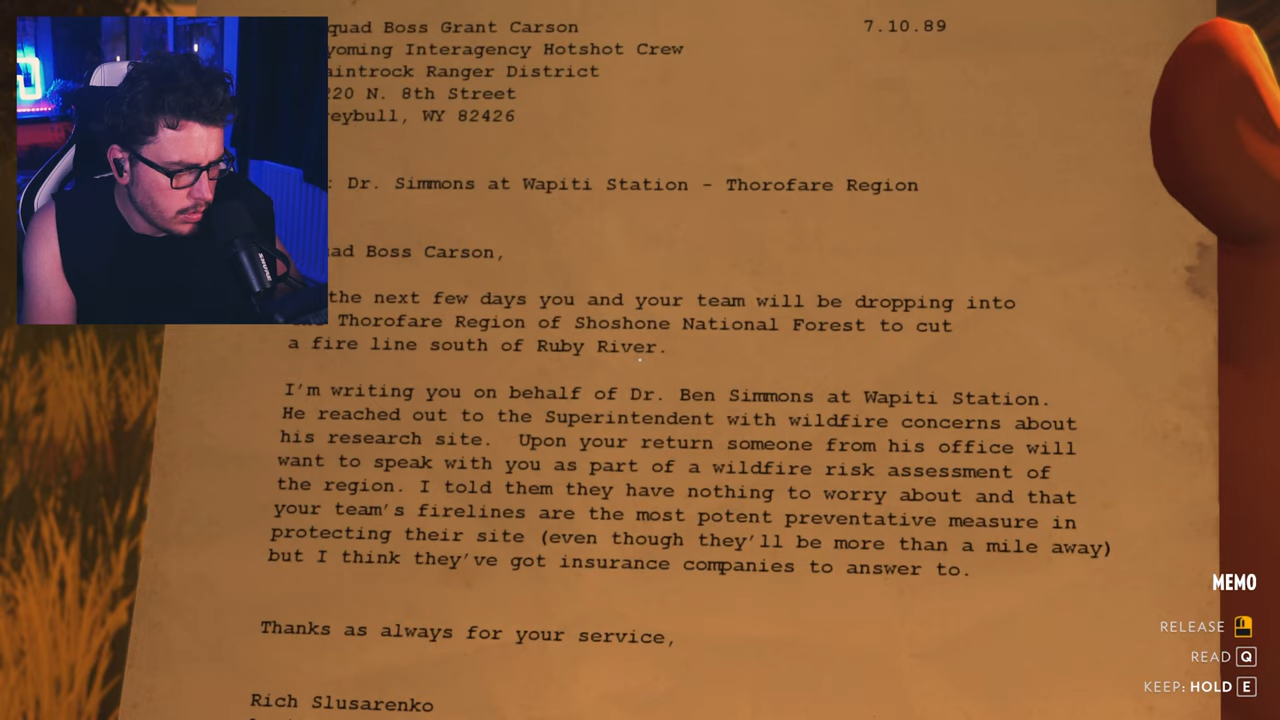 quad Boss Grant Carson 7.10.89
yoming Interagency Hotshot Crew
aintrock Ranger District
220 N. 8th Street
reybull, WY 82426
: Dr. Simmons at Wapiti Station - Thorofare Region
ad Boss Carson,
the next few days you and your team will be dropping into
Thorofare Region of Shoshone National Forest to cut
a fire line south of Ruby River.
I'm writing you on behalf of Dr. Ben Simmons at Wapiti Station.
He reached out to the Superintendent with wildfire concerns about
his research site. Upon your return someone from his office will
want to speak with you as part of a wildfire risk assessment of
the region. I told them they have nothing to worry about and that
your team's firelines are the most potent preventative measure in
protecting their site (even though they'll be more than a mile away)
but I think they've got insurance companies to answer to.
Thanks as always for your service,
Rich Slusarenko
SHURE
MEMO
RELEASE
READ Q
KEEP: HOLD E